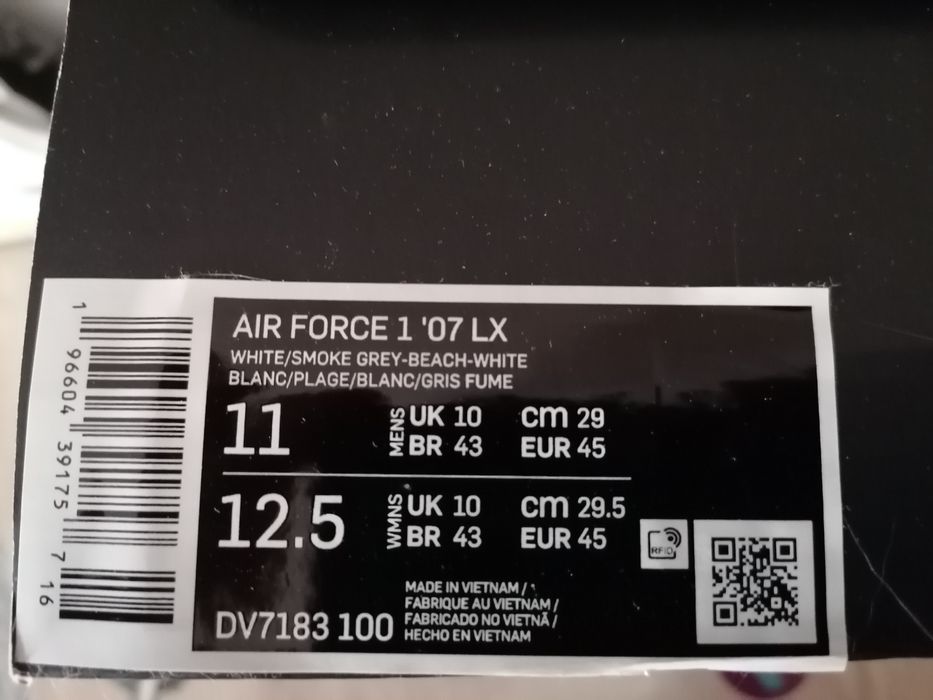 AIR FORCE 1 '07 LX
WHITE/SMOKE GREY-BEACH-WHITE
BLANC/PLAGE/BLANC/GRIS FUME
11 MENS UK 10 cm 29
BR 43 EUR 45
12.5 WMNS UK 10 cm 29.5
BR 43 EUR 45
RFID
DV7183 100
MADE IN VIETNAM /
FABRIQUE AU VIETNAM /
FABRICADO NO VIETNÃ /
HECHO EN VIETNAM
1 96604 39175 7 16